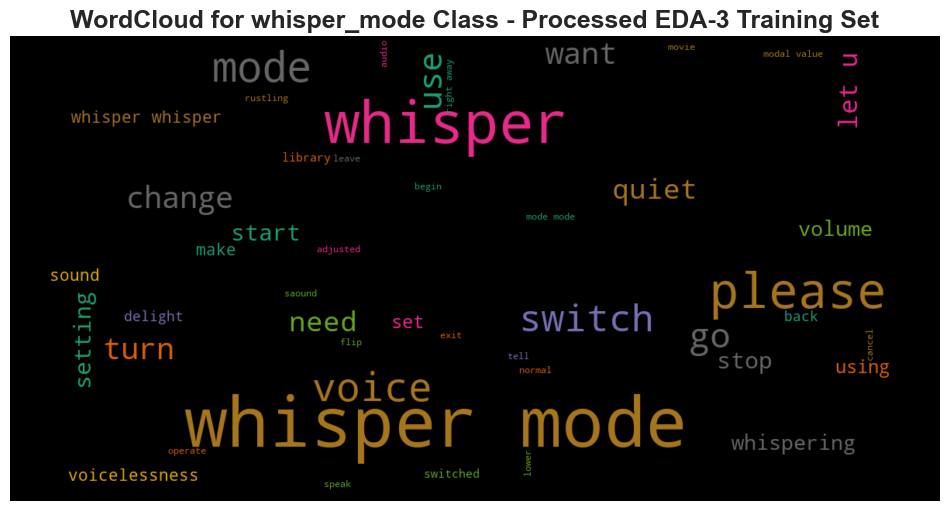 WordCloud for whisper_mode Class - Processed EDA-3 Training Set
mode
audio
use
right away
want
movie
modal value
let u
rustling
whisper whisper
whisper
library
leave
change
begin
quiet
mode mode
start
volume
make
adjusted
sound
setting
saound
delight
please
need
set
switch
back
turn
flip
exit
go
cancel
tell
stop
normal
using
voice
whisper mode
whispering
operate
lower
voicelessness
switched
speak